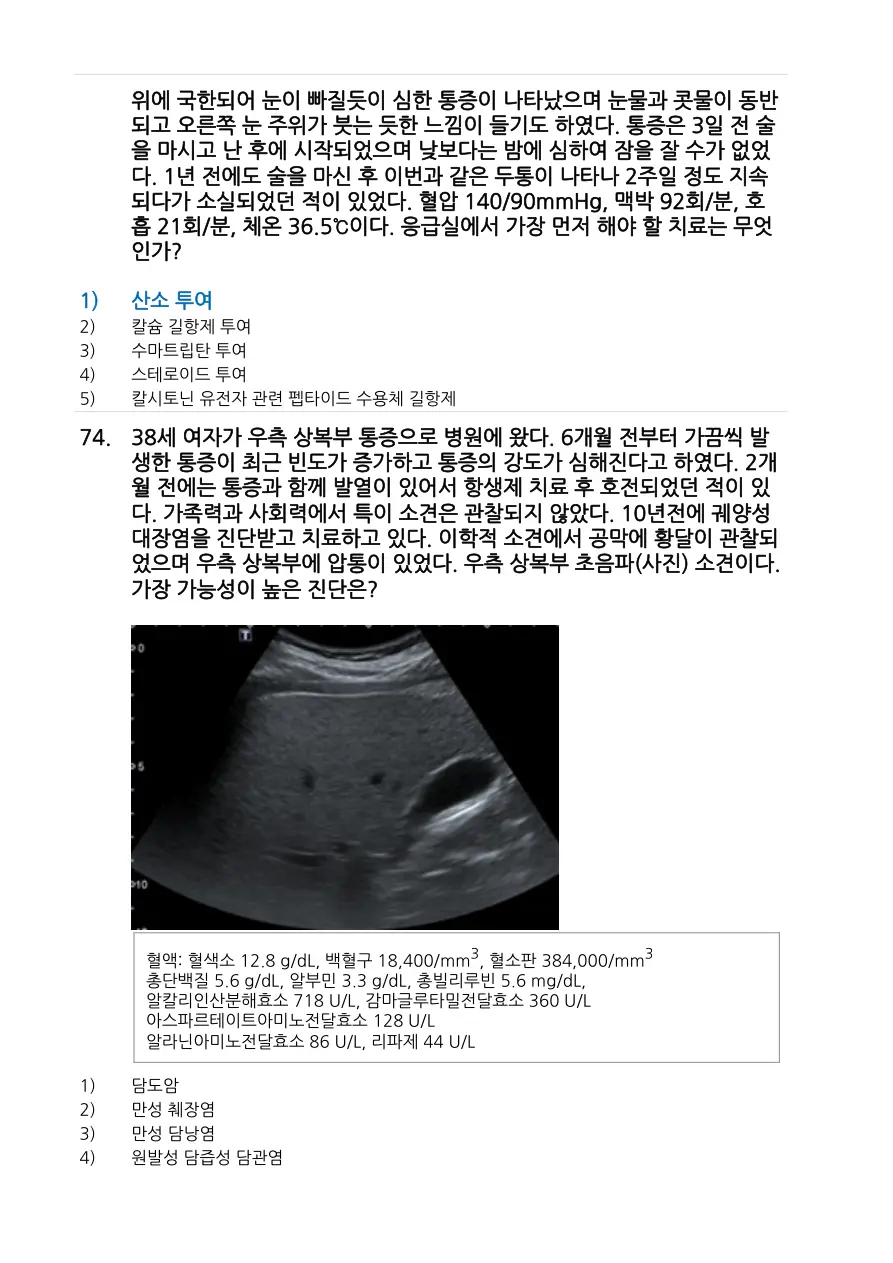 위에 국한되어 눈이 빠질듯이 심한 통증이 나타났으며 눈물과 콧물이 동반
되고 오른쪽 눈 주위가 붓는 듯한 느낌이 들기도 하였다. 통증은 3일 전 술
을 마시고 난 후에 시작되었으며 낮보다는 밤에 심하여 잠을 잘 수가 없었
다. 1년 전에도 술을 마신 후 이번과 같은 두통이 나타나 2주일 정도 지속
되다가 소실되었던 적이 있었다. 혈압 140/90mmHg, 맥박 92회/분, 호
흡 21회/분, 체온 36.5℃이다. 응급실에서 가장 먼저 해야 할 치료는 무엇
인가?
1) 산소 투여
2) 칼슘 길항제 투여
3) 수마트립탄 투여
4) 스테로이드 투여
5) 칼시토닌 유전자 관련 펩타이드 수용체 길항제
74. 38세 여자가 우측 상복부 통증으로 병원에 왔다. 6개월 전부터 가끔씩 발
생한 통증이 최근 빈도가 증가하고 통증의 강도가 심해진다고 하였다. 2개
월 전에는 통증과 함께 발열이 있어서 항생제 치료 후 호전되었던 적이 있
다. 가족력과 사회력에서 특이 소견은 관찰되지 않았다. 10년전에 궤양성
대장염을 진단받고 치료하고 있다. 이학적 소견에서 공막에 황달이 관찰되
었으며 우측 상복부에 압통이 있었다. 우측 상복부 초음파(사진) 소견이다.
가장 가능성이 높은 진단은?
T
0
5
10
혈액: 혈색소 12.8 g/dL, 백혈구 18,400/mm³, 혈소판 384,000/mm³
총단백질 5.6 g/dL, 알부민 3.3 g/dL, 총빌리루빈 5.6 mg/dL,
알칼리인산분해효소 718 U/L, 감마글루타밀전달효소 360 U/L
아스파르테이트아미노전달효소 128 U/L
알라닌아미노전달효소 86 U/L, 리파제 44 U/L
1) 담도암
2) 만성 췌장염
3) 만성 담낭염
4) 원발성 담즙성 담관염